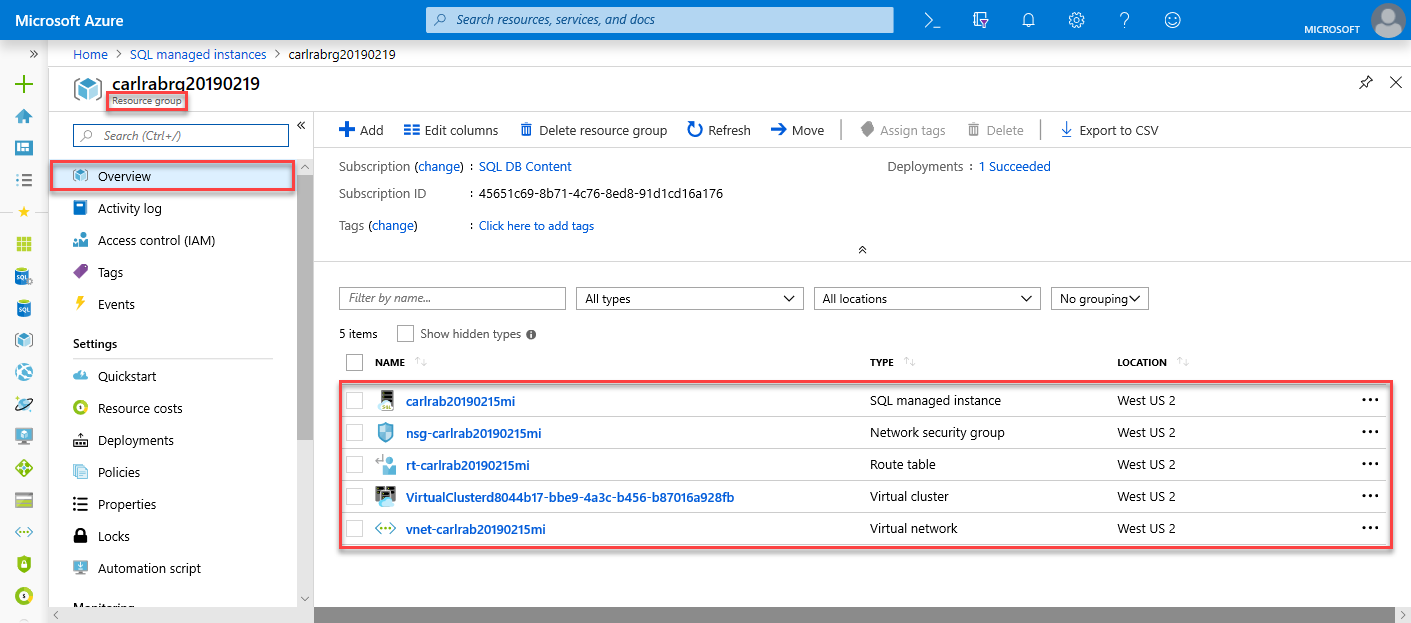 Microsoft Azure
Search resources, services, and docs
MICROSOFT
Home > SQL managed instances > carlrabrg20190219
carlrabrg20190219
Resource group
Search (Ctrl+/)
Overview
Activity log
Access control (IAM)
Tags
Events
Settings
Quickstart
Resource costs
Deployments
Policies
Properties
Locks
Automation script
Monitoring
Add Edit columns Delete resource group Refresh Move Assign tags Delete Export to CSV
Subscription (change) : SQL DB Content
Deployments : 1 Succeeded
Subscription ID : 45651c69-8b71-4c76-8ed8-91d1cd16a176
Tags (change) : Click here to add tags
Filter by name... All types All locations No grouping
5 items Show hidden types
NAME TYPE LOCATION
carlrab20190215mi SQL managed instance West US 2
nsg-carlrab20190215mi Network security group West US 2
rt-carlrab20190215mi Route table West US 2
VirtualClusterd8044b17-bbe9-4a3c-b456-b87016a928fb Virtual cluster West US 2
vnet-carlrab20190215mi Virtual network West US 2